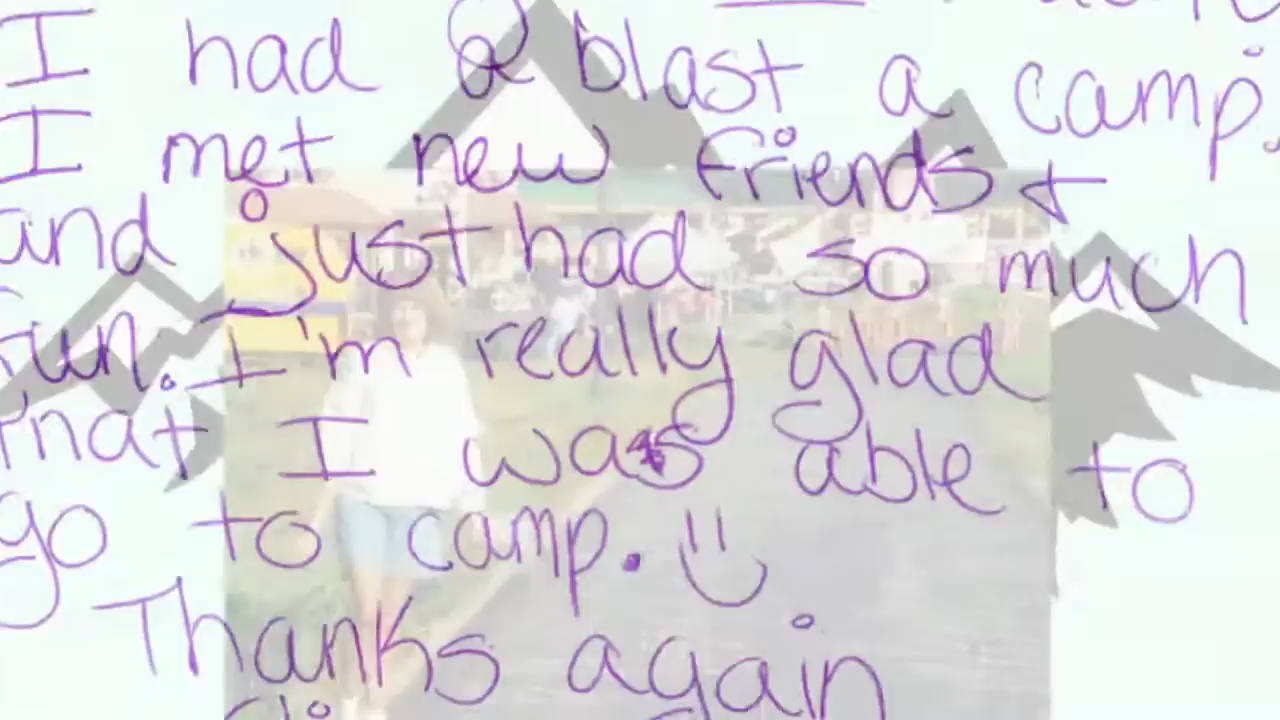 I had a blast a camp.
I met new friends &
and just had so much
fun. I'm really glad
that I was able to
go to camp.
Thanks again